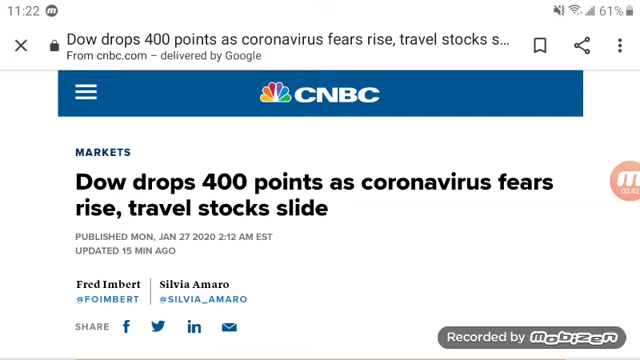 11:22
61%
Dow drops 400 points as coronavirus fears rise, travel stocks s...
From cnbc.com - delivered by Google
CNBC
MARKETS
Dow drops 400 points as coronavirus fears
rise, travel stocks slide
PUBLISHED MON, JAN 27 2020 2:12 AM EST
UPDATED 15 MIN AGO
Fred Imbert
Silvia Amaro
@FOIMBERT
@SILVIA_AMARO
SHARE
Recorded by mobizen